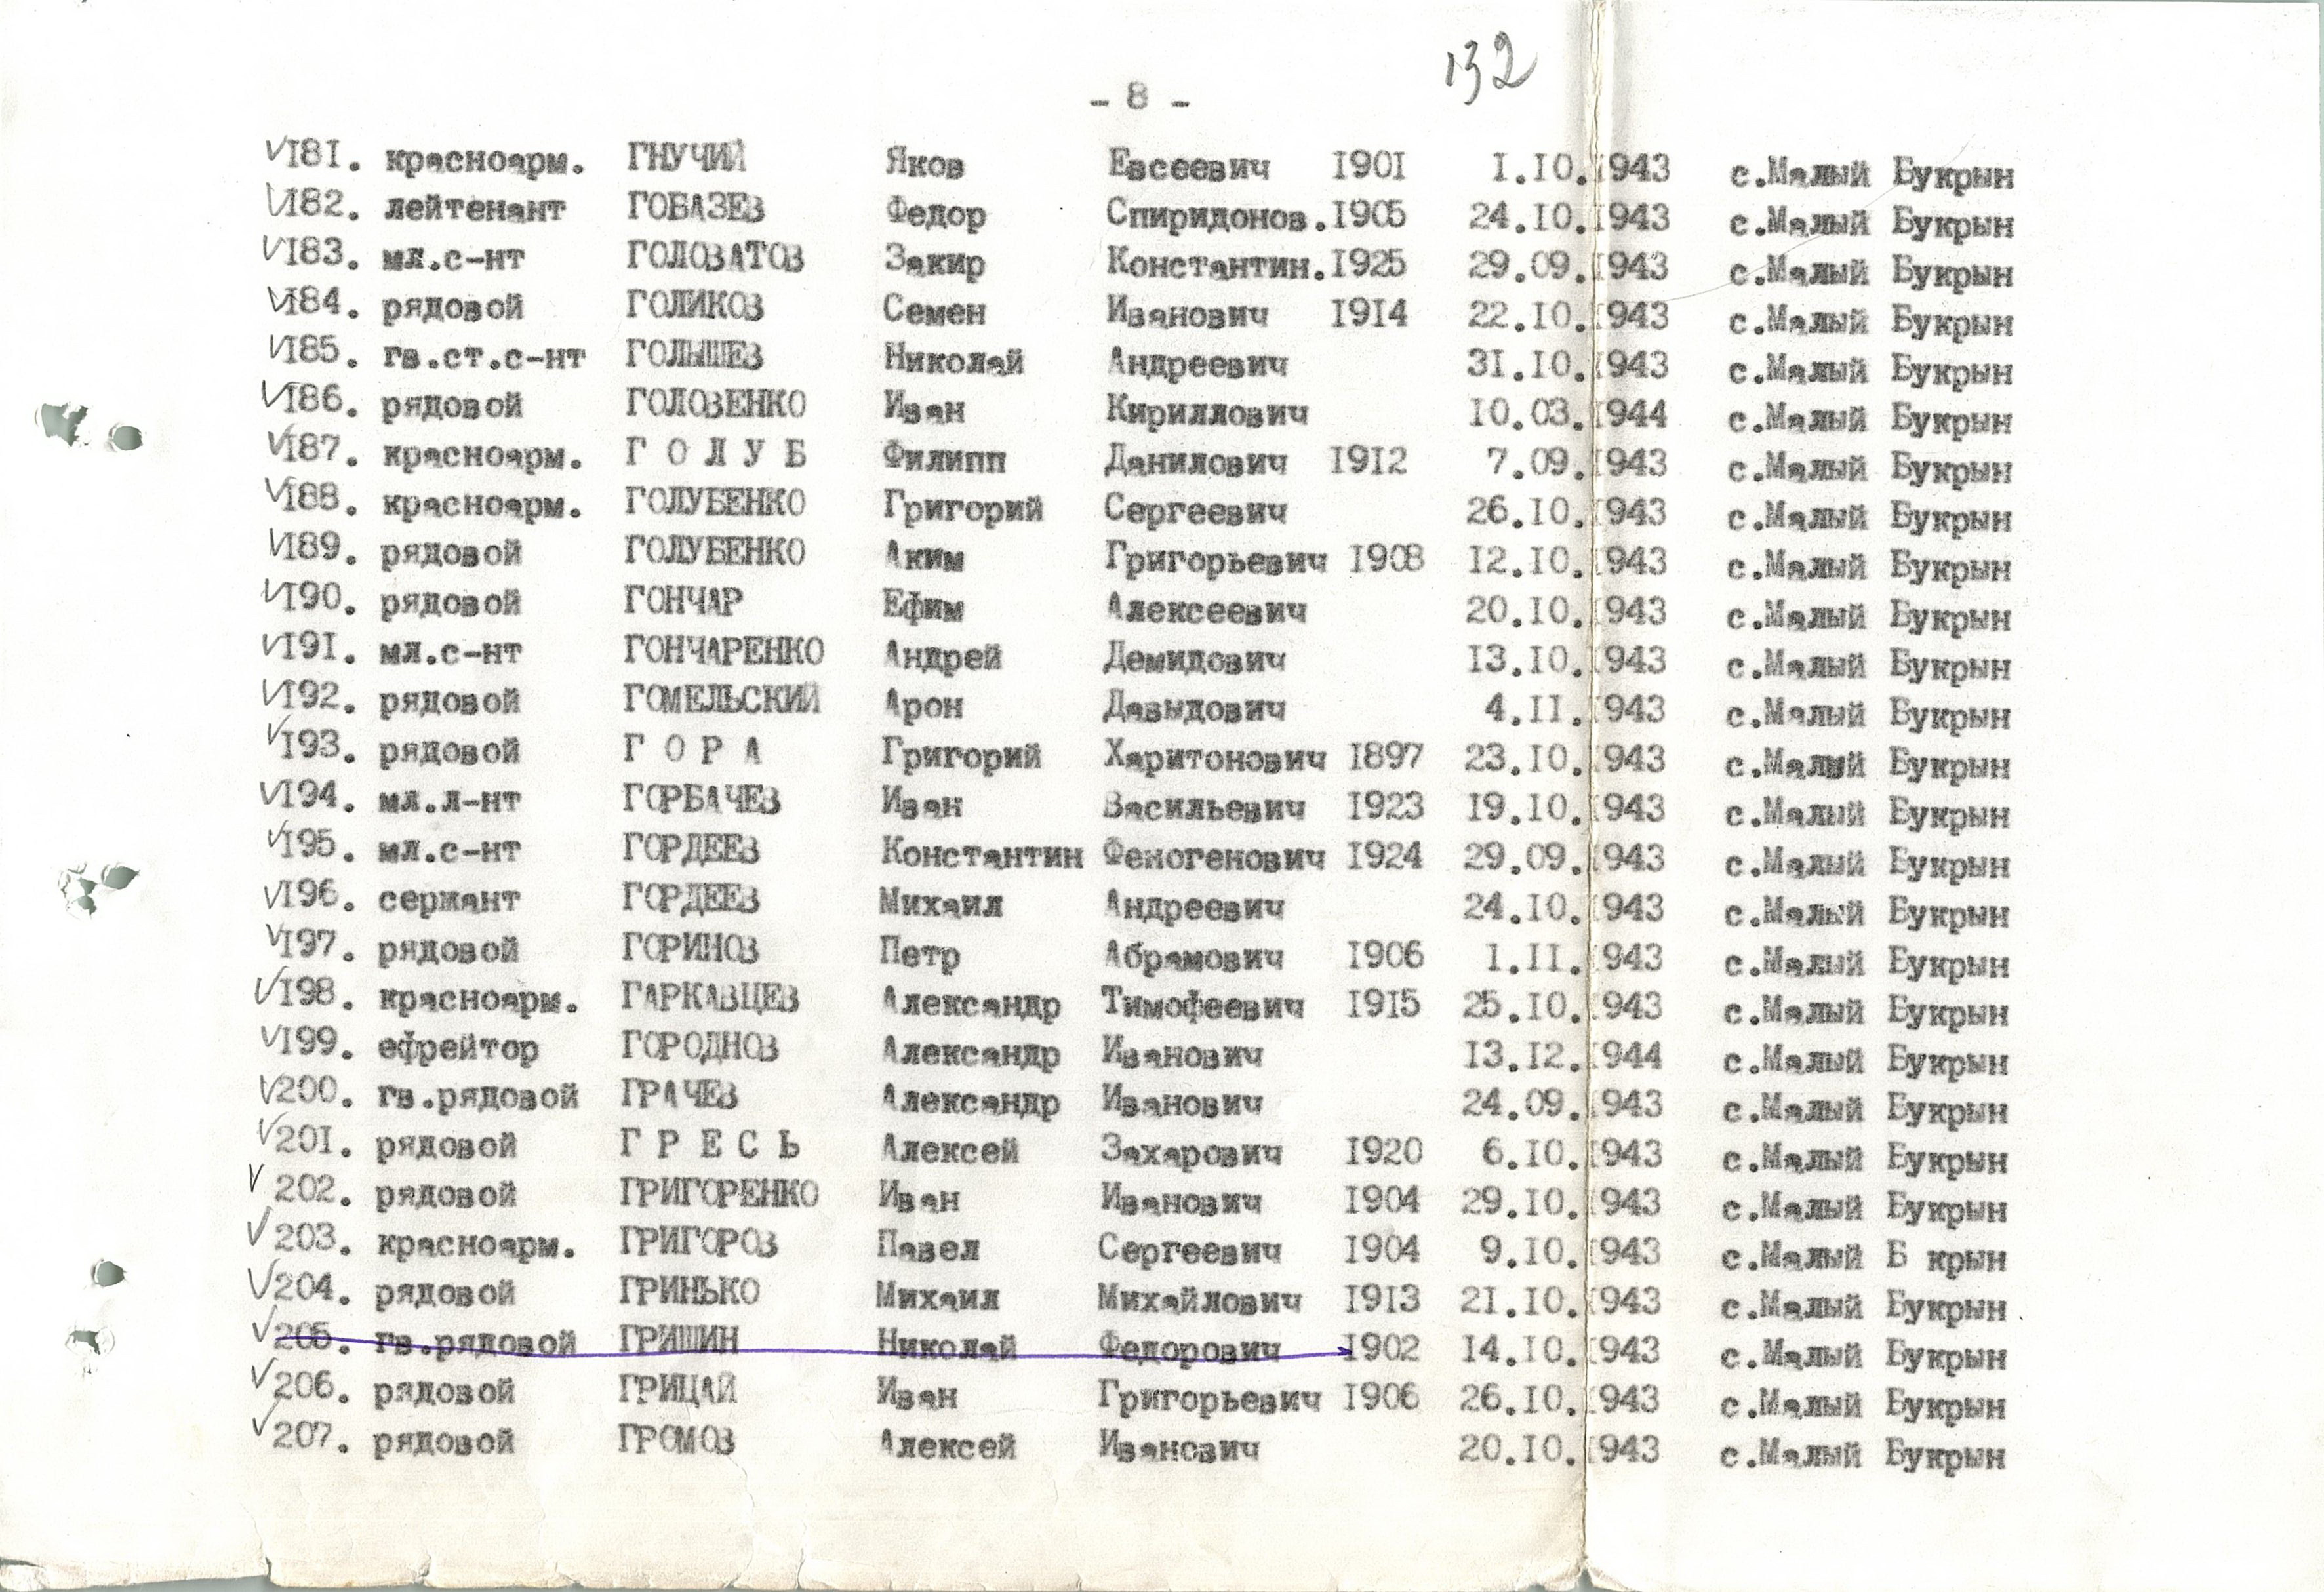 132
- 8 -
181. красноарм. ГНУЧИЙ Яков Евсеевич 1901 1.10.1943 с.Малый Букрын
182. лейтенант ГОБАЗЕВ Федор Спиридонов. 1905 24.10.1943 с.Малый Букрын
183. мл.с-нт ГОЛОВАТОВ Закир Константин. 1925 29.09.1943 с.Малый Букрын
184. рядовой ГОЛИКОВ Семен Иванович 1914 22.10.1943 с.Малый Букрын
185. гв.ст.с-нт ГОЛЫШЕВ Николай Андреевич 31.10.1943 с.Малый Букрын
186. рядовой ГОЛОВЕНКО Иван Кириллович 10.03.1944 с.Малый Букрын
187. красноарм. Г О Л У Б Филипп Данилович 1912 7.09.1943 с.Малый Букрын
188. красноарм. ГОЛУБЕНКО Григорий Сергеевич 26.10.1943 с.Малый Букрын
189. рядовой ГОЛУБЕНКО Аким Григорьевич 1908 12.10.1943 с.Малый Букрын
190. рядовой ГОНЧАР Ефим Алексеевич 20.10.1943 с.Малый Букрын
191. мл.с-нт ГОНЧАРЕНКО Андрей Демидович 13.10.1943 с.Малый Букрын
192. рядовой ГОМЕЛЬСКИЙ Арон Давыдович 4.11.1943 с.Малый Букрын
193. рядовой Г О Р А Григорий Харитонович 1897 23.10.1943 с.Малый Букрын
194. мл.л-нт ГОРБАЧЕВ Иван Васильевич 1923 19.10.1943 с.Малый Букрын
195. мл.с-нт ГОРДЕЕВ Константин Феногенович 1924 29.09.1943 с.Малый Букрын
196. сержант ГОРДЕЕВ Михаил Андреевич 24.10.1943 с.Малый Букрын
197. рядовой ГОРИНОВ Петр Абрамович 1906 1.11.1943 с.Малый Букрын
198. красноарм. ГАРКАВЦЕВ Александр Тимофеевич 1915 25.10.1943 с.Малый Букрын
199. ефрейтор ГОРОДНОВ Александр Иванович 13.12.1944 с.Малый Букрын
200. гв.рядовой ГРАЧЕВ Александр Иванович 24.09.1943 с.Малый Букрын
201. рядовой Г Р Е С Ь Алексей Захарович 1920 6.10.1943 с.Малый Букрын
202. рядовой ГРИГОРЕНКО Иван Иванович 1904 29.10.1943 с.Малый Букрын
203. красноарм. ГРИГОРОВ Павел Сергеевич 1904 9.10.1943 с.Малый Б крын
204. рядовой ГРИНЬКО Михаил Михайлович 1913 21.10.1943 с.Малый Букрын
205. гв.рядовой ГРИШИН Николай Федорович 1902 14.10.1943 с.Малый Букрын
206. рядовой ГРИЦАЙ Иван Григорьевич 1906 26.10.1943 с.Малый Букрын
207. рядовой ГРОМОВ Алексей Иванович 20.10.1943 с.Малый Букрын